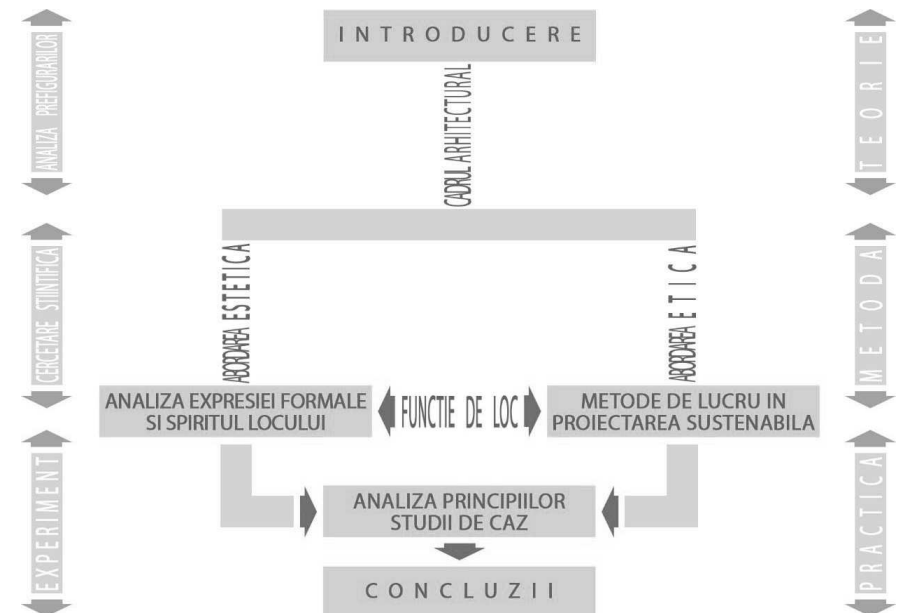 INTRODUCERE
ANALIZA PREFIGURARILOR
CADRUL ARHITECTURAL
TEORIE
CERCETARE STIINTIFICA
ABORDAREA ESTETICA
ABORDAREA ETICA
METODA
ANALIZA EXPRESIEI FORMALE
SI SPIRITUL LOCULUI
FUNCTIE DE LOC
METODE DE LUCRU IN
PROIECTAREA SUSTENABILA
EXPERIMENT
ANALIZA PRINCIPIILOR
STUDII DE CAZ
PRACTICA
CONCLUZII